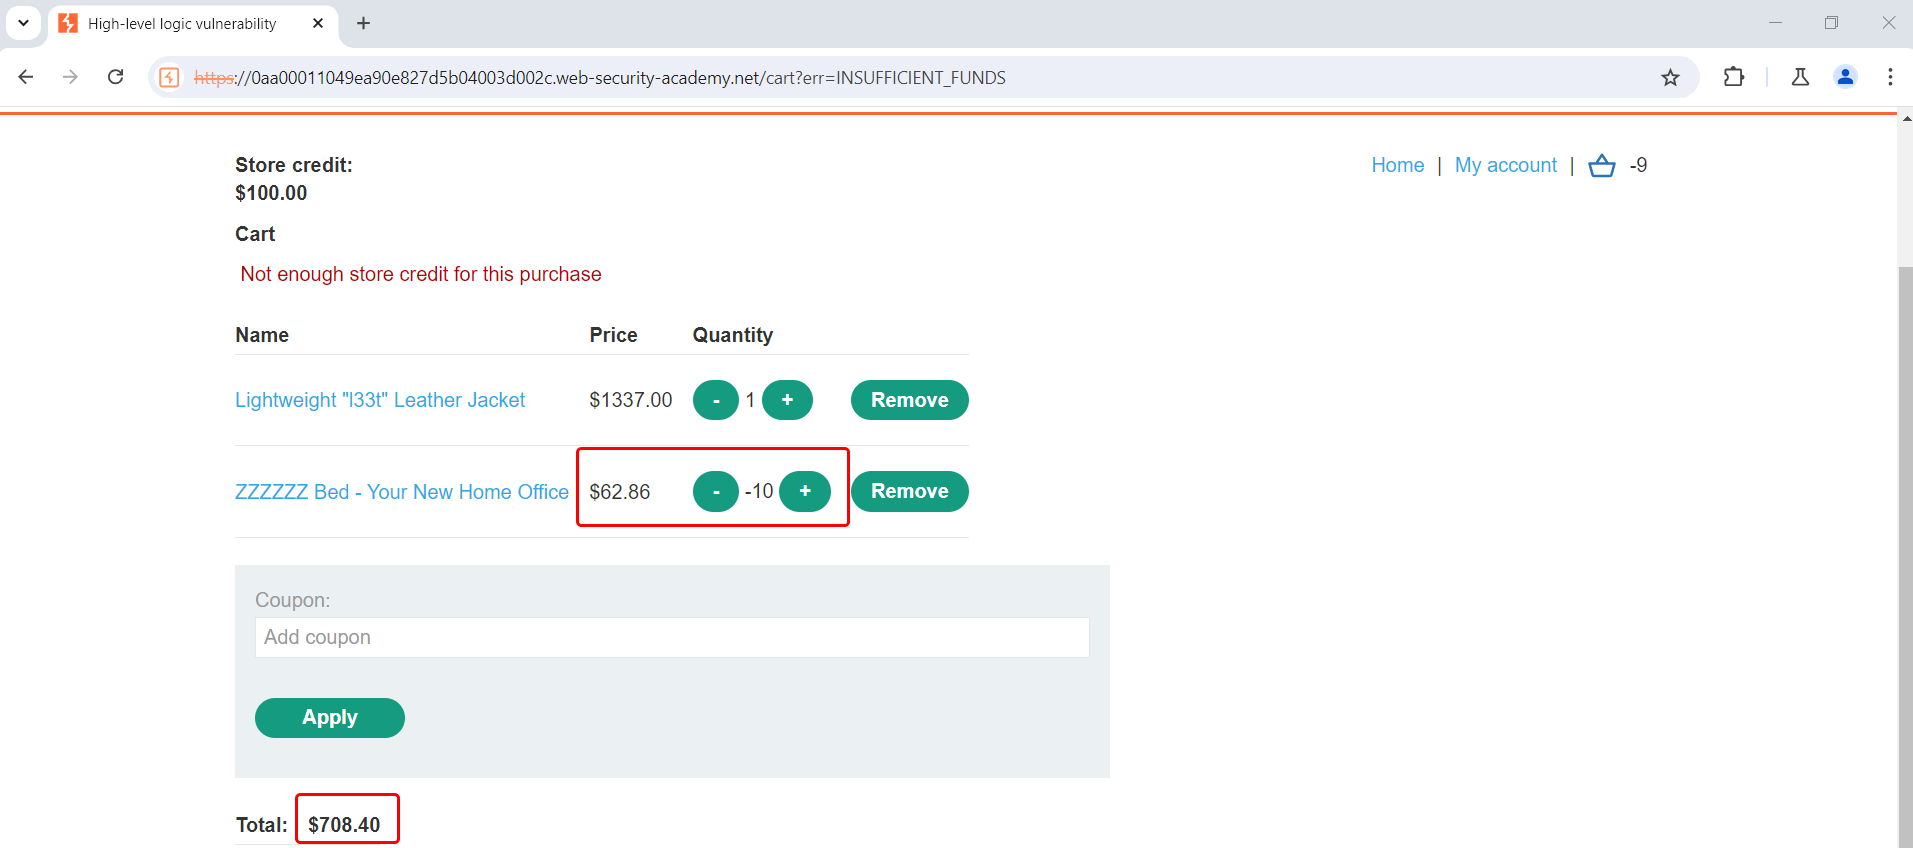 High-level logic vulnerability
https://0aa00011049ea90e827d5b04003d002c.web-security-academy.net/cart?err=INSUFFICIENT_FUNDS
Store credit:
$100.00
Home | My account | -9
Cart
Not enough store credit for this purchase
Name Price Quantity
Lightweight "l33t" Leather Jacket $1337.00 - 1 + Remove
ZZZZZZ Bed - Your New Home Office $62.86 - -10 + Remove
Coupon:
Add coupon
Apply
Total: $708.40